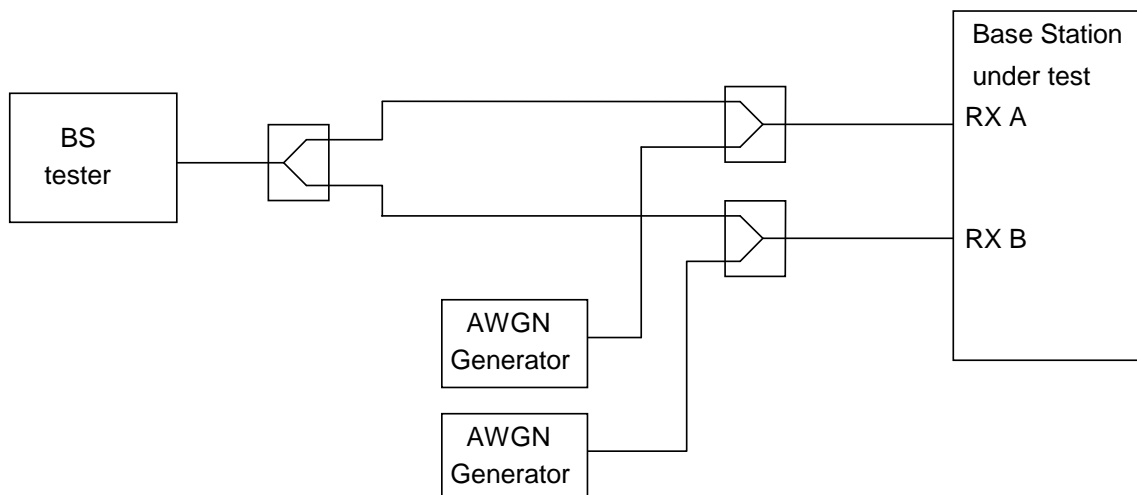 BS
tester
Base Station
under test
RX A
RX B
AWGN
Generator
AWGN
Generator